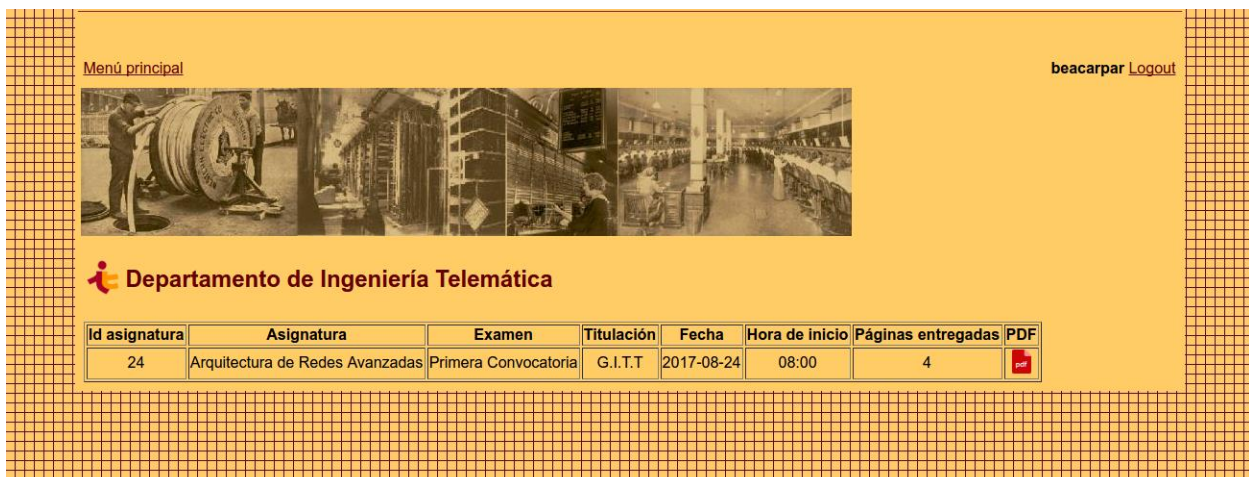 Menú principal
beacarpar Logout
Departamento de Ingeniería Telemática
Id asignatura Asignatura Examen Titulación Fecha Hora de inicio Páginas entregadas PDF
24 Arquitectura de Redes Avanzadas Primera Convocatoria G.I.T.T 2017-08-24 08:00 4 pdf